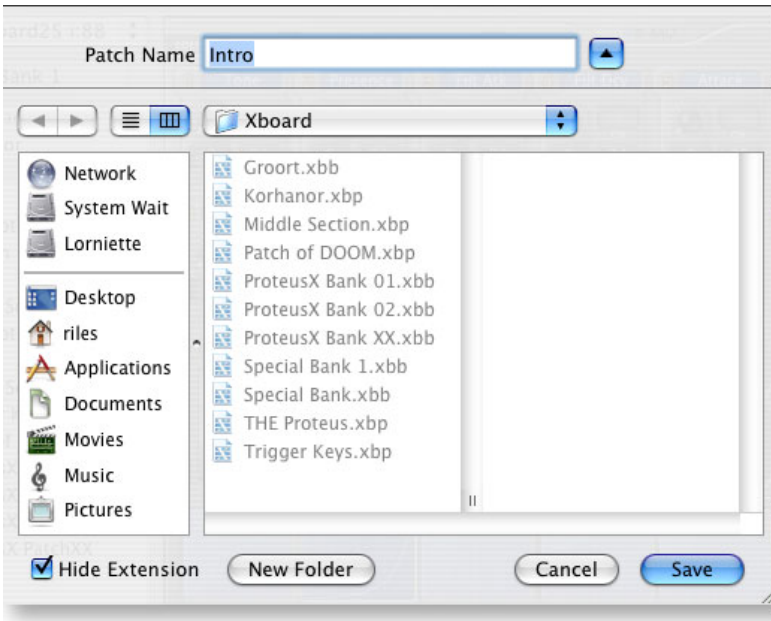 Patch Name Intro
Xboard
Network
System Wait
Lorniette
Desktop
riles
Applications
Documents
Movies
Music
Pictures
Groort.xbb
Korhanor.xbp
Middle Section.xbp
Patch of DOOM.xbp
ProteusX Bank 01.xbb
ProteusX Bank 02.xbb
ProteusX Bank XX.xbb
Special Bank 1.xbb
Special Bank.xbb
THE Proteus.xbp
Trigger Keys.xbp
Hide Extension New Folder Cancel Save